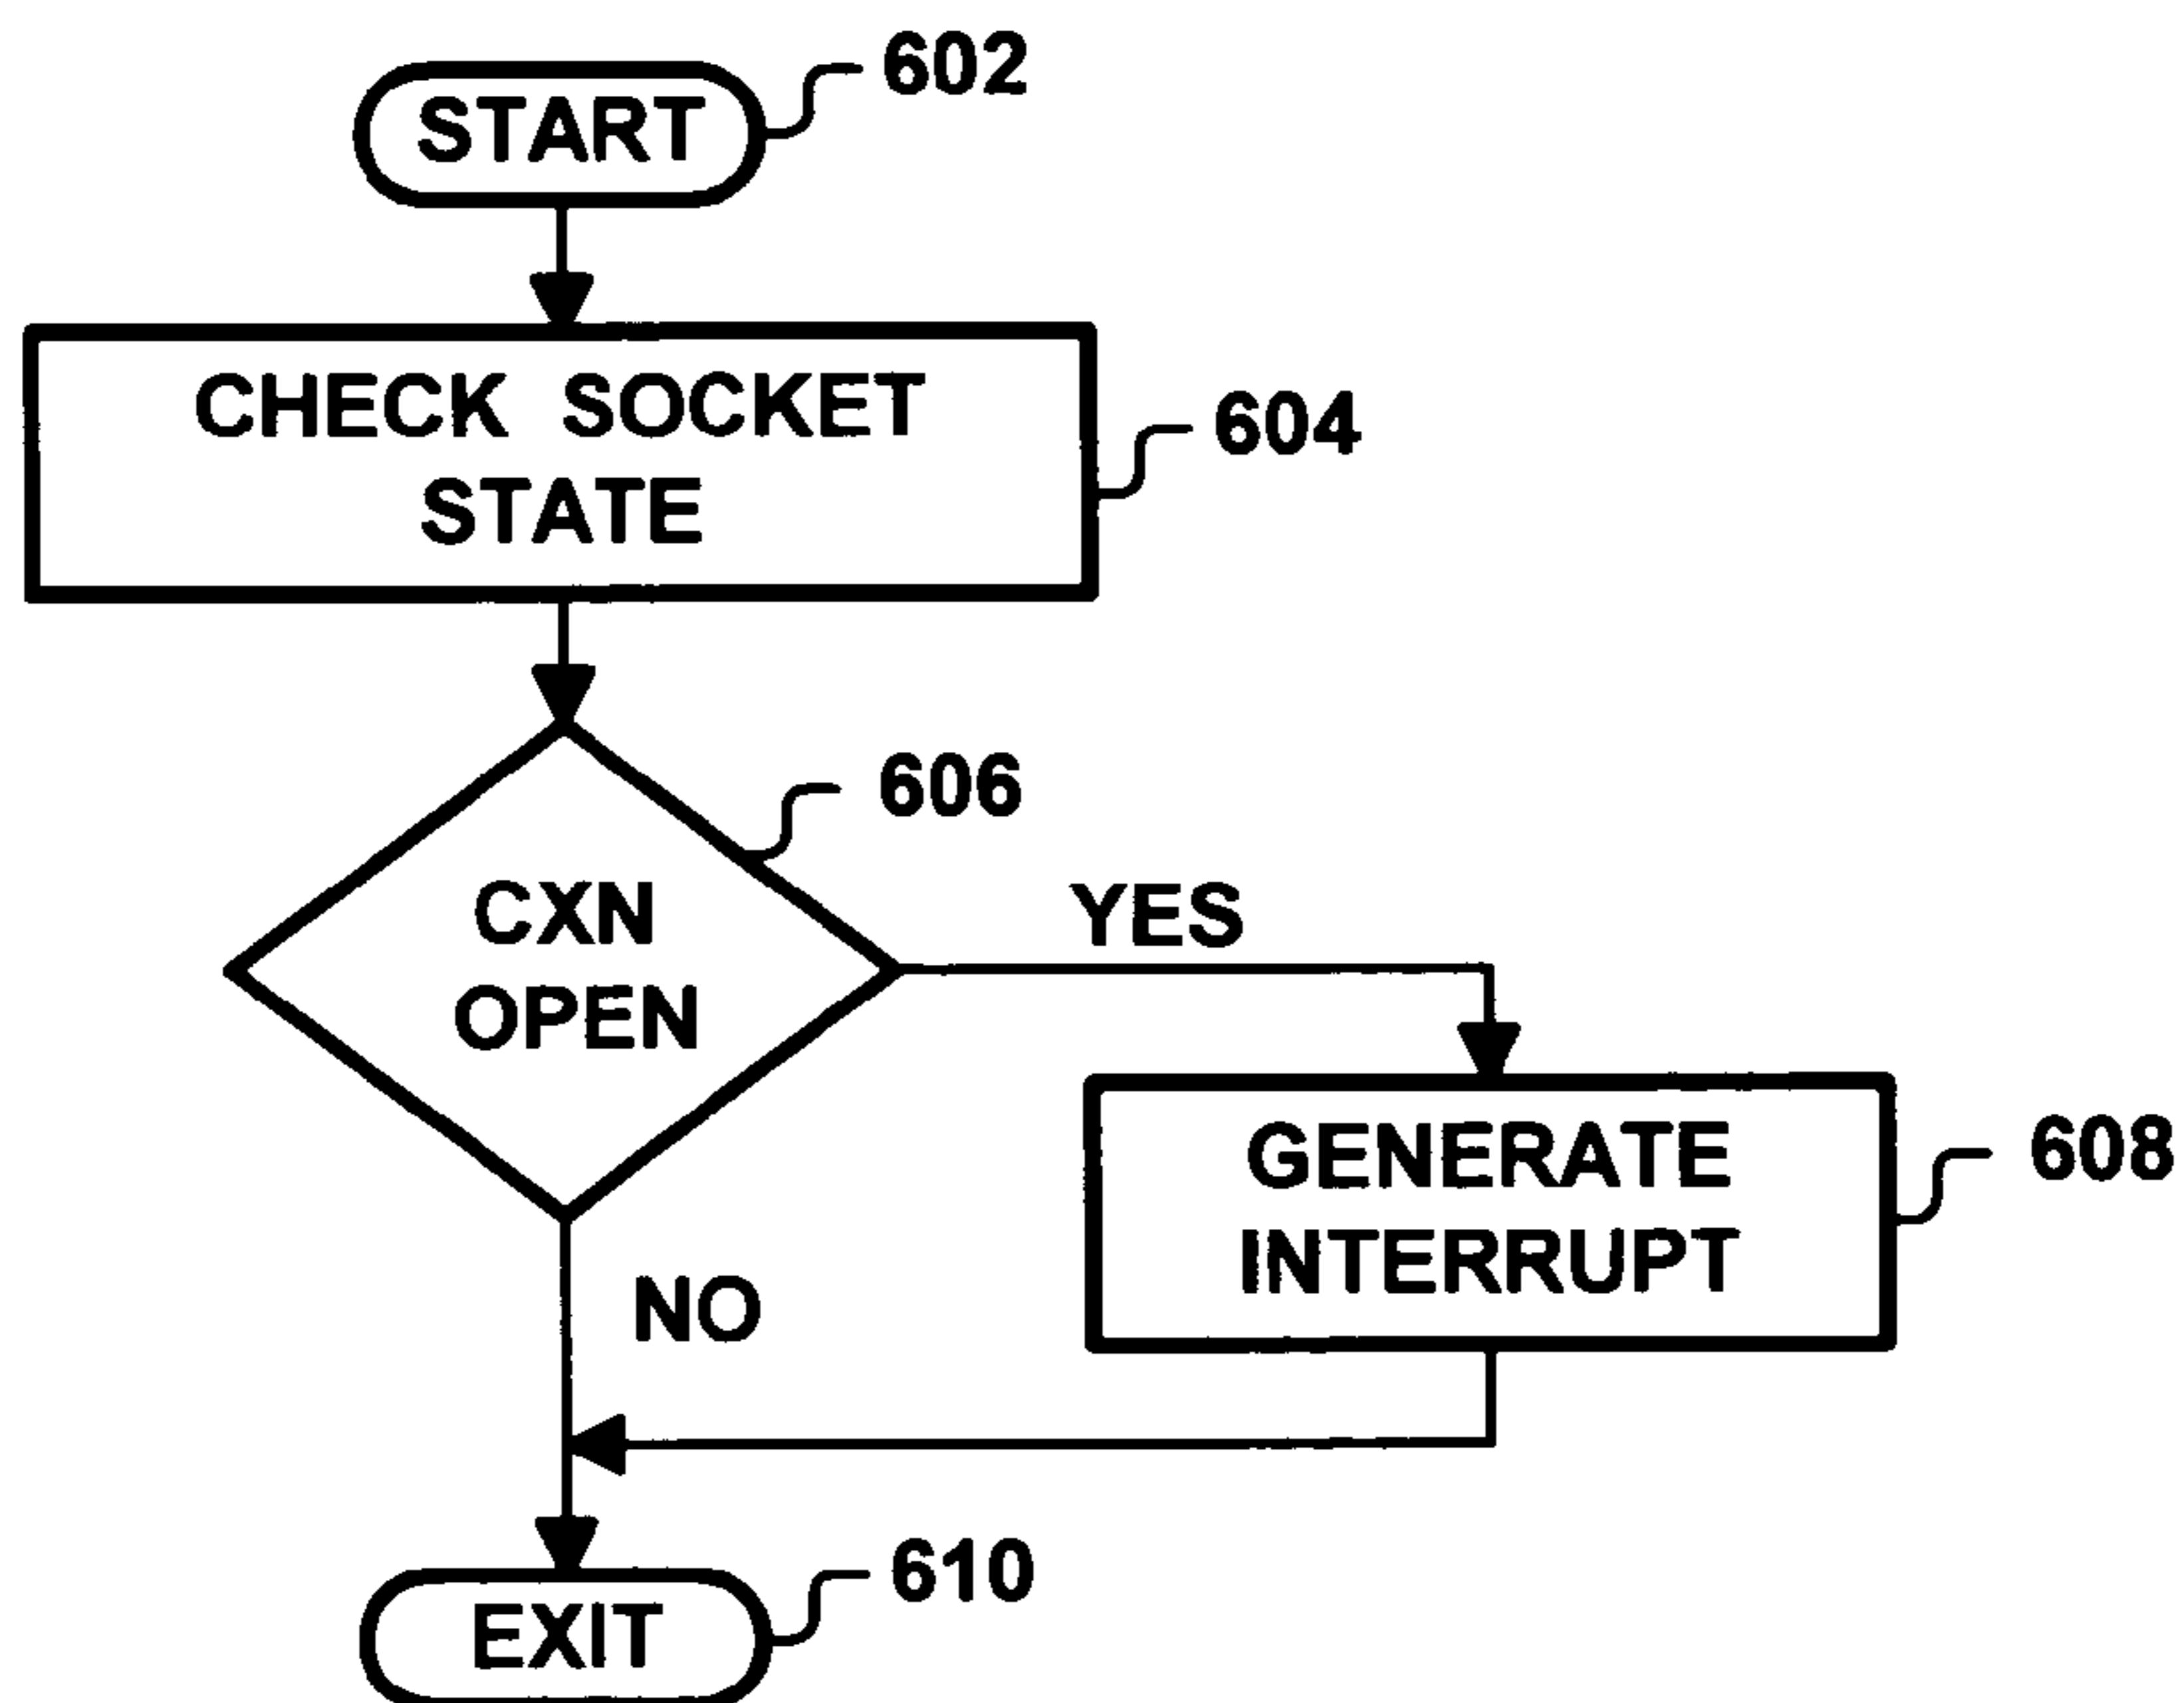 START
602
CHECK SOCKET
STATE
604
606
CXN
OPEN
YES
GENERATE
INTERRUPT
608
NO
610
EXIT